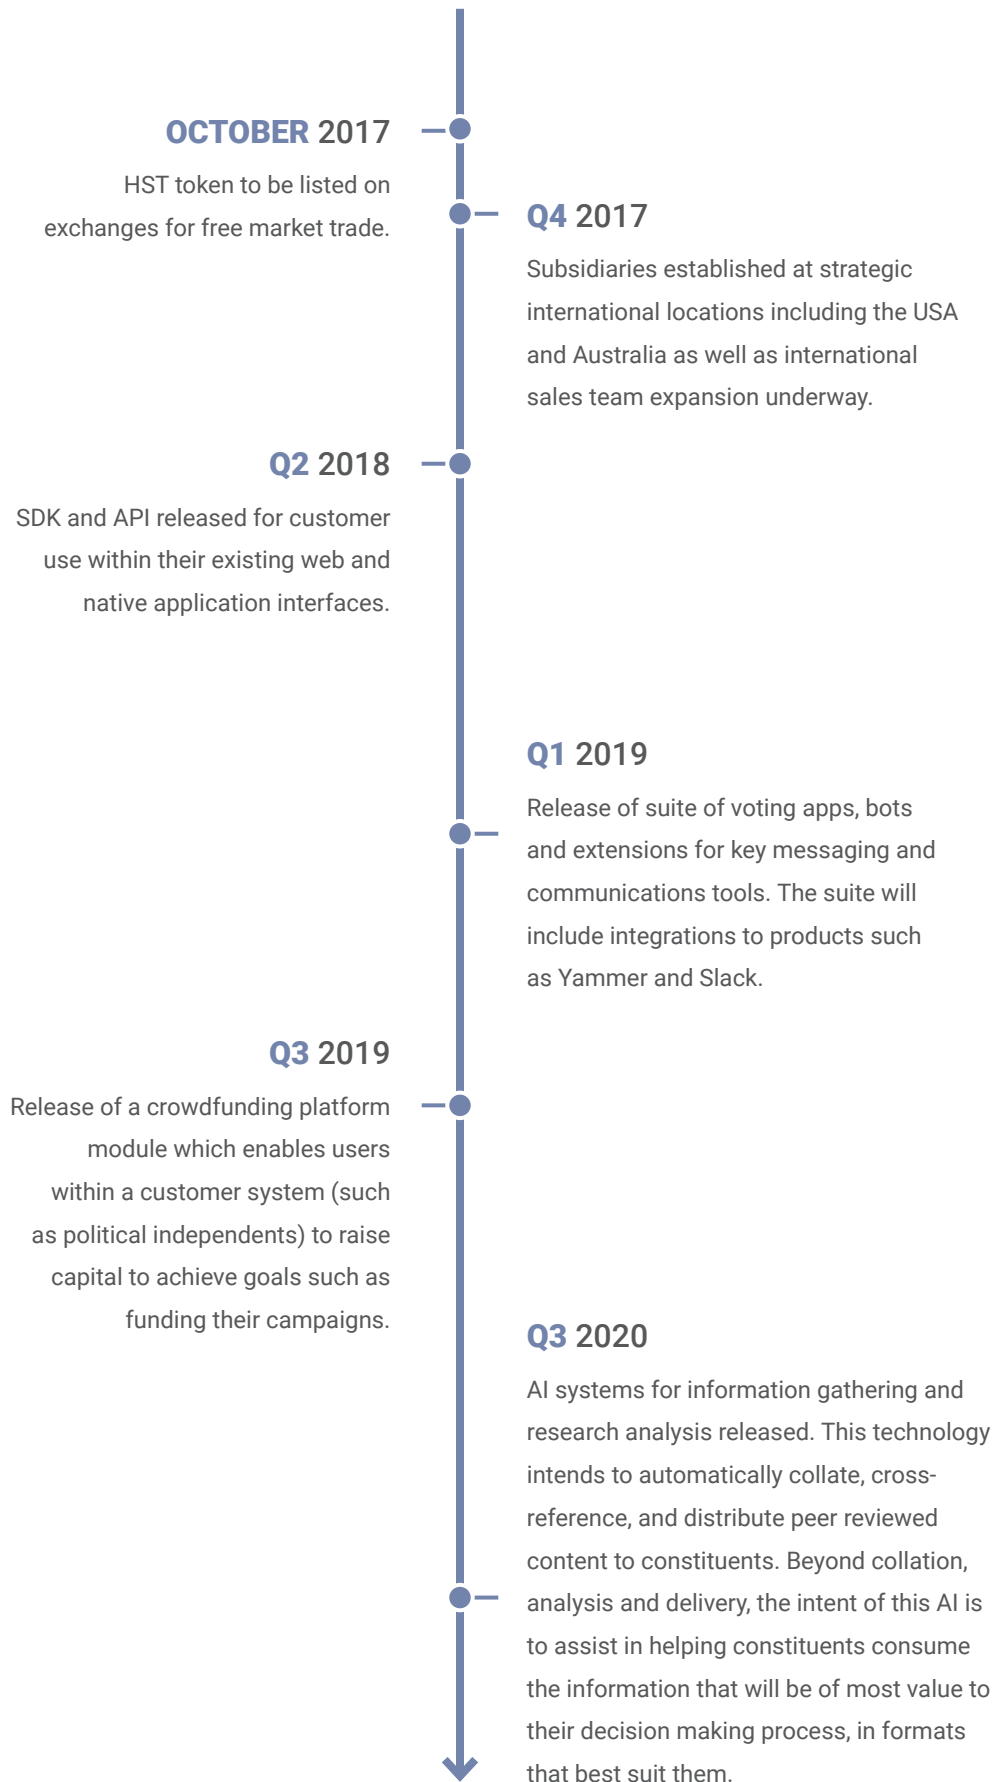 OCTOBER 2017
HST token to be listed on
exchanges for free market trade.
Q4 2017
Subsidiaries established at strategic
international locations including the USA
and Australia as well as international
sales team expansion underway.
Q2 2018
SDK and API released for customer
use within their existing web and
native application interfaces.
Q1 2019
Release of suite of voting apps, bots
and extensions for key messaging and
communications tools. The suite will
include integrations to products such
as Yammer and Slack.
Q3 2019
Release of a crowdfunding platform
module which enables users
within a customer system (such
as political independents) to raise
capital to achieve goals such as
funding their campaigns.
Q3 2020
AI systems for information gathering and
research analysis released. This technology
intends to automatically collate, cross-
reference, and distribute peer reviewed
content to constituents. Beyond collation,
analysis and delivery, the intent of this AI is
to assist in helping constituents consume
the information that will be of most value to
their decision making process, in formats
that best suit them.